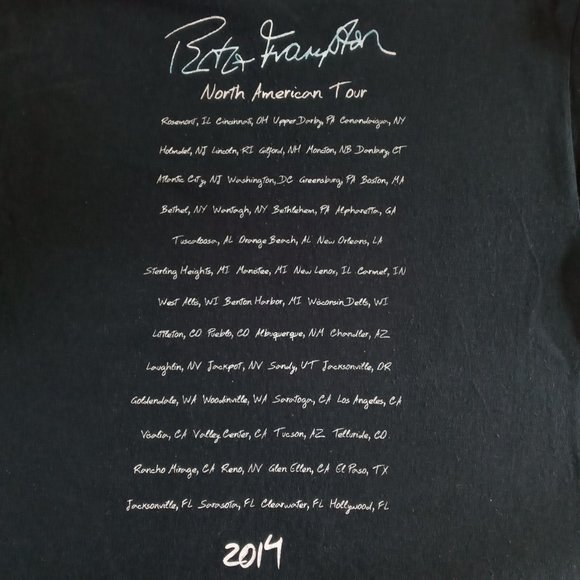 Peter Frampton
North American Tour
Rosemont, IL Cincinnati, OH Upper Darby, PA Canandaigua, NY
Holmdel, NJ Lincoln, RI Gilford, NH Moncton, NB Danbury, CT
Atlantic City, NJ Washington, DC Greensburg, PA Boston, MA
Bethel, NY Wantagh, NY Bethlehem, PA Alpharetta, GA
Tuscaloosa, AL Orange Beach, AL New Orleans, LA
Sterling Heights, MI Manistee, MI New Lenox, IL Carmel, IN
West Allis, WI Benton Harbor, MI Wisconsin Dells, WI
Littleton, CO Pueblo, CO Albuquerque, NM Chandler, AZ
Laughlin, NV Jackpot, NV Sandy, UT Jacksonville, OR
Goldendale, WA Woodinville, WA Saratoga, CA Los Angeles, CA
Visalia, CA Valley Center, CA Tucson, AZ Telluride, CO
Rancho Mirage, CA Reno, NV Glen Ellen, CA El Paso, TX
Jacksonville, FL Sarasota, FL Clearwater, FL Hollywood, FL
2014